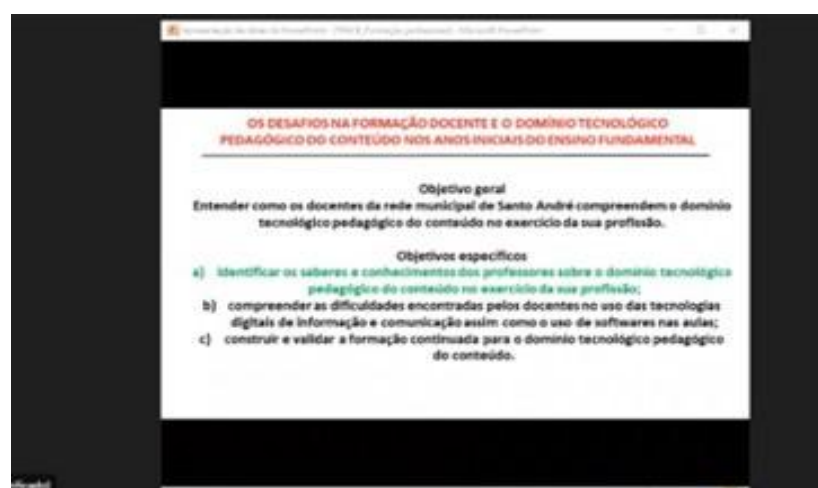 OS DESAFIOS NA FORMAÇÃO DOCENTE E O DOMÍNIO TECNOLÓGICO
PEDAGÓGICO DO CONTEÚDO NOS ANOS INICIAIS DO ENSINO FUNDAMENTAL
Objetivo geral
Entender como os docentes da rede municipal de Santo André compreendem o domínio
tecnológico pedagógico do conteúdo no exercício da sua profissão.
Objetivos específicos
a) identificar os saberes e conhecimentos dos professores sobre o domínio tecnológico
pedagógico do conteúdo no exercício da sua profissão;
b) compreender as dificuldades encontradas pelos docentes no uso das tecnologias
digitais de informação e comunicação assim como o uso de softwares nas aulas;
c) construir e validar a formação continuada para o domínio tecnológico pedagógico
do conteúdo.